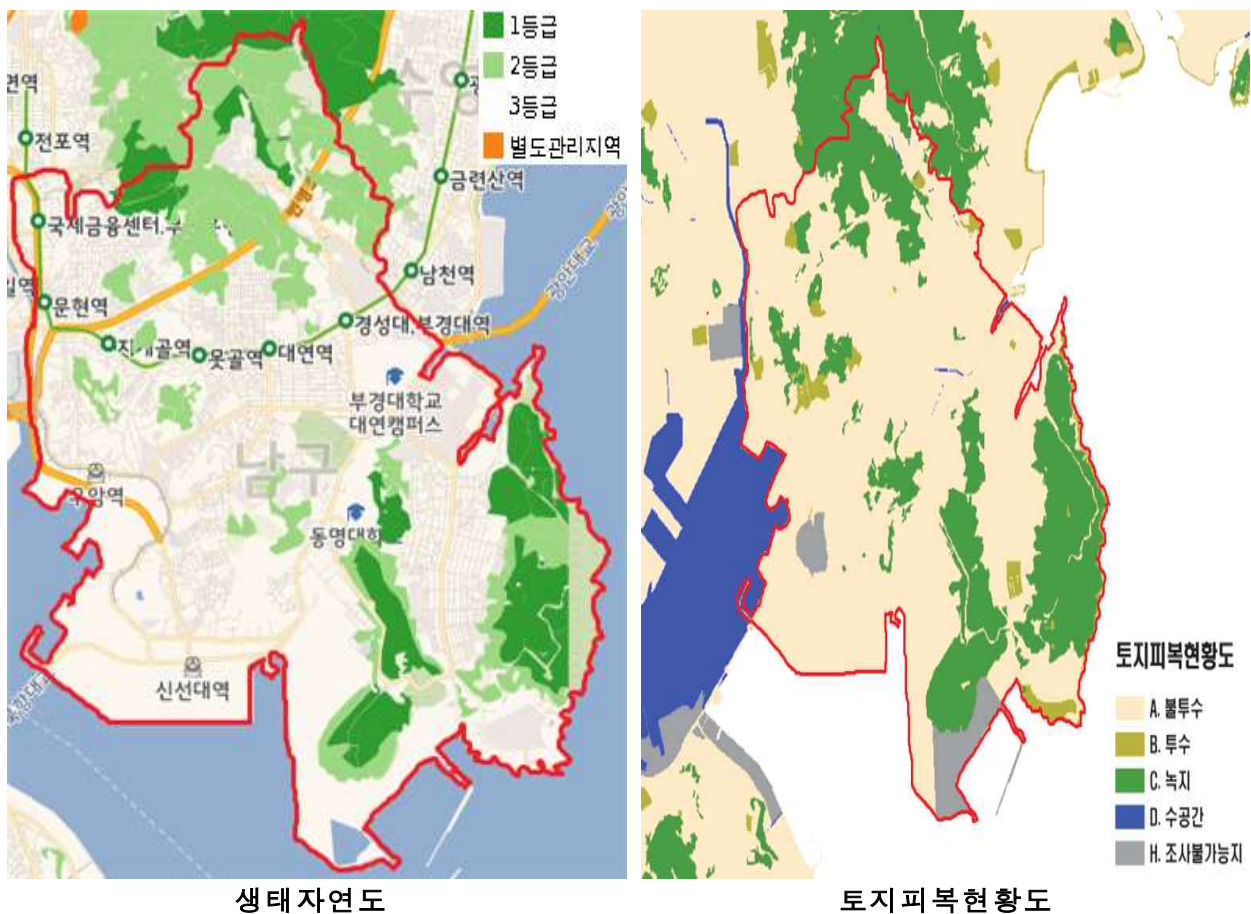 1등급
2등급
3등급
별도관리지역
전포역
금련산역
국제금융센터.부
남천역
문현역
경성대.부경대역
못골역
대연역
광안대교
부경대학교
대연캠퍼스
남구
우암역
동명대학
신선대역
생태자연도
토지피복현황도
A. 불투수
B. 투수
C. 녹지
D. 수공간
H. 조사불가능지
토지피복현황도